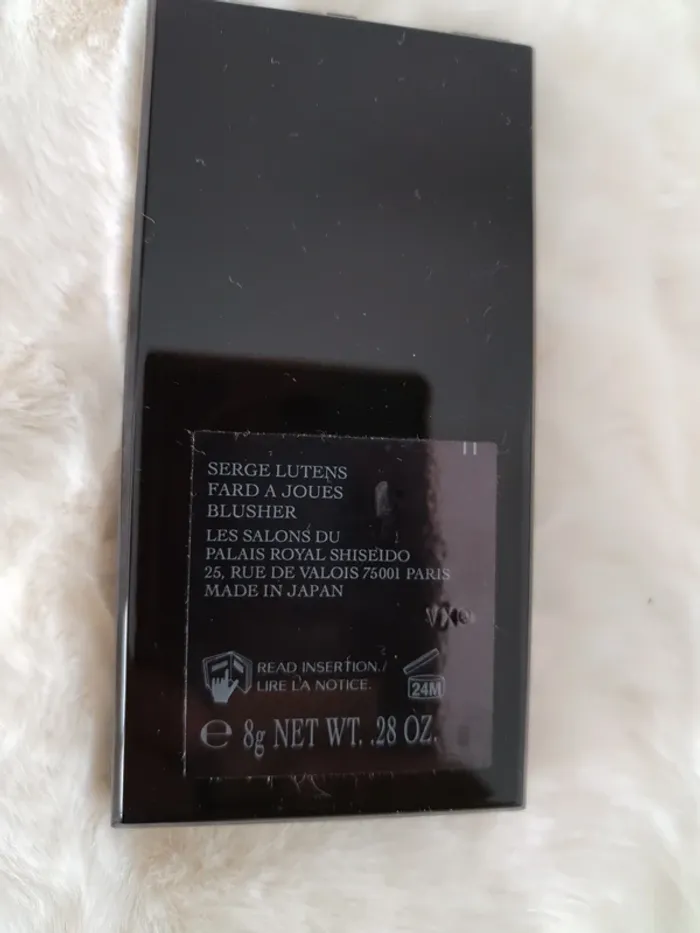 SERGE LUTENS
FARD A JOUES
BLUSHER
LES SALONS DU
PALAIS ROYAL SHISEIDO
25, RUE DE VALOIS 75001 PARIS
MADE IN JAPAN
READ INSERTION./
LIRE LA NOTICE.
24M
e 8g NET WT. .28 OZ.